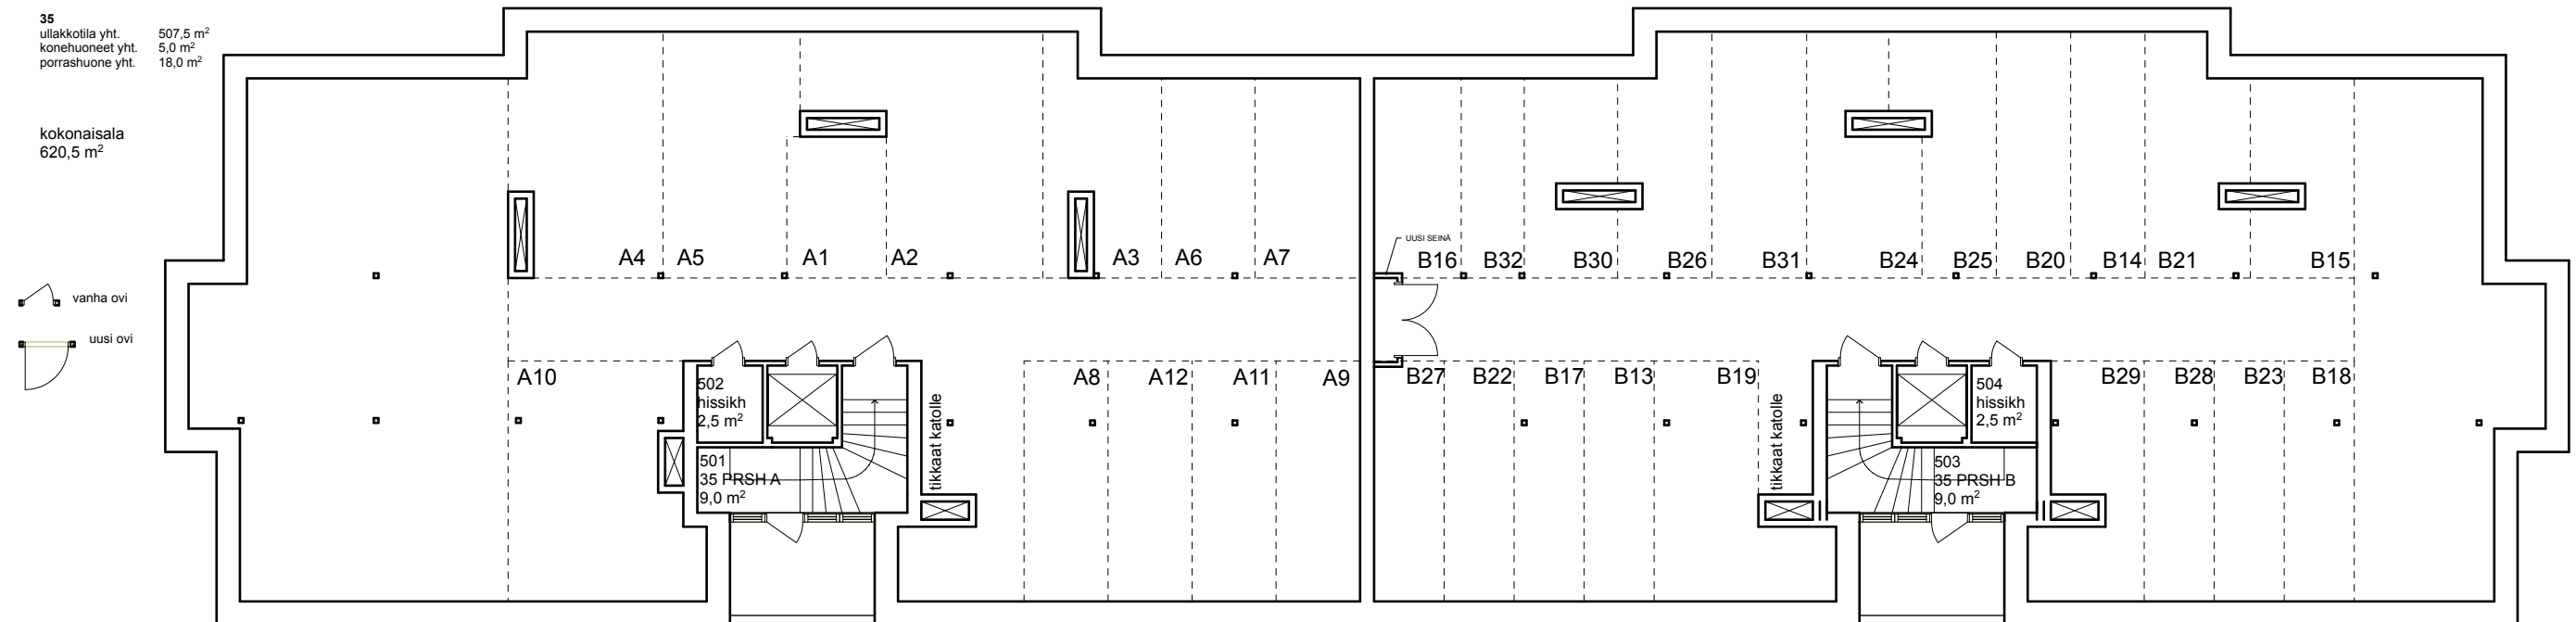 35
ullakkotila yht. 507,5 m²
konehuoneet yht. 5,0 m²
porrashuone yht. 18,0 m²
kokonaisala
620,5 m²
vanha ovi
uusi ovi
UUSI SEINÄ
A4 A5 A1 A2 A3 A6 A7 B16 B32 B30 B26 B31 B24 B25 B20 B14 B21 B15
A10 A8 A12 A11 A9 B27 B22 B17 B13 B19 B29 B28 B23 B18
502
hissikh
2,5 m²
501
35 PRSH A
9,0 m²
tikkaat katolle
tikkaat katolle
504
hissikh
2,5 m²
503
35 PRSH B
9,0 m²